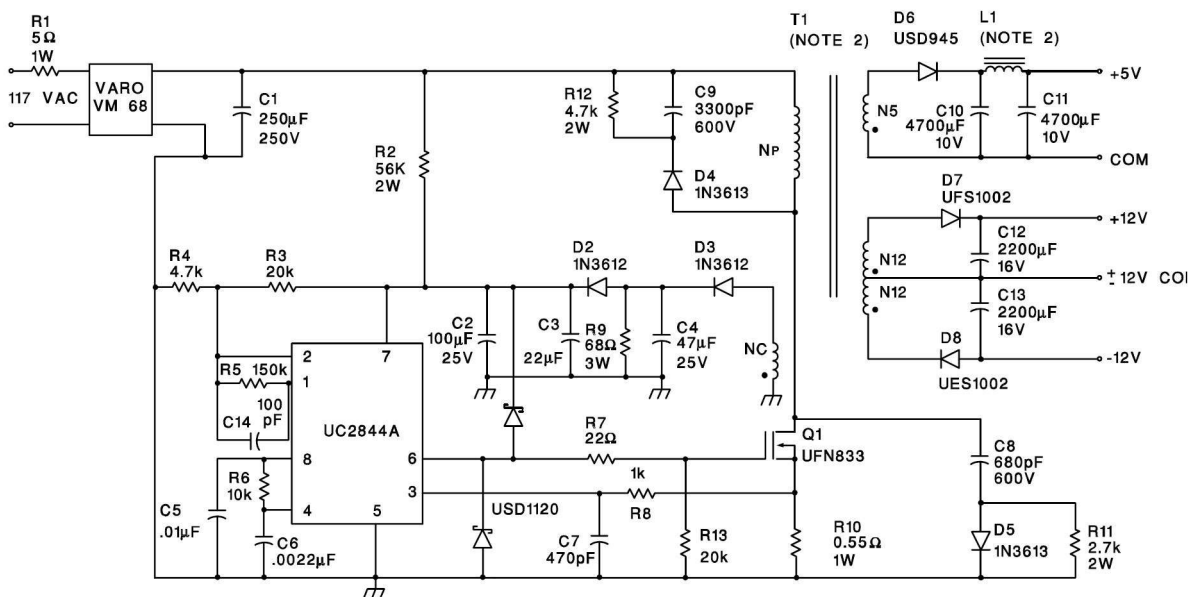 R1
5Ω
1W
117 VAC
VARO
VM 68
C1
250μF
250V
R2
56K
2W
R12
4.7k
2W
C9
3300pF
600V
D4
1N3613
NP
T1
(NOTE 2)
D6
USD945
L1
(NOTE 2)
N5
C10
4700μF
10V
C11
4700μF
10V
+5V
COM
D7
UFS1002
+12V
N12
N12
C12
2200μF
16V
± 12V COI
C13
2200μF
16V
D8
UES1002
-12V
R4
4.7k
R3
20k
D2
1N3612
D3
1N3612
C2
100μF
25V
C3
22μF
R9
68Ω
3W
C4
47μF
25V
NC
2
7
R5 150k
1
100
pF
C14
UC2844A
8
6
R6
10k
4
5
3
C5
.01μF
C6
.0022μF
USD1120
R7
22Ω
1k
R8
C7
470pF
R13
20k
Q1
UFN833
R10
0.55Ω
1W
C8
680pF
600V
D5
1N3613
R11
2.7k
2W